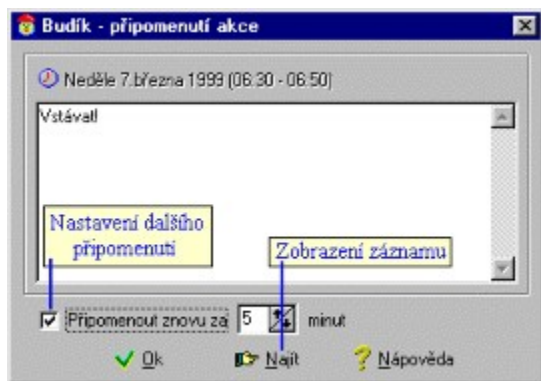 Budík - připomenutí akce
Neděle 7.března 1999 (06:30 - 06:50)
Vstávat!
Nastavení dalšího
připomenutí
Zobrazení záznamu
Připomenout znovu za 5 minut
Ok Najít Nápověda